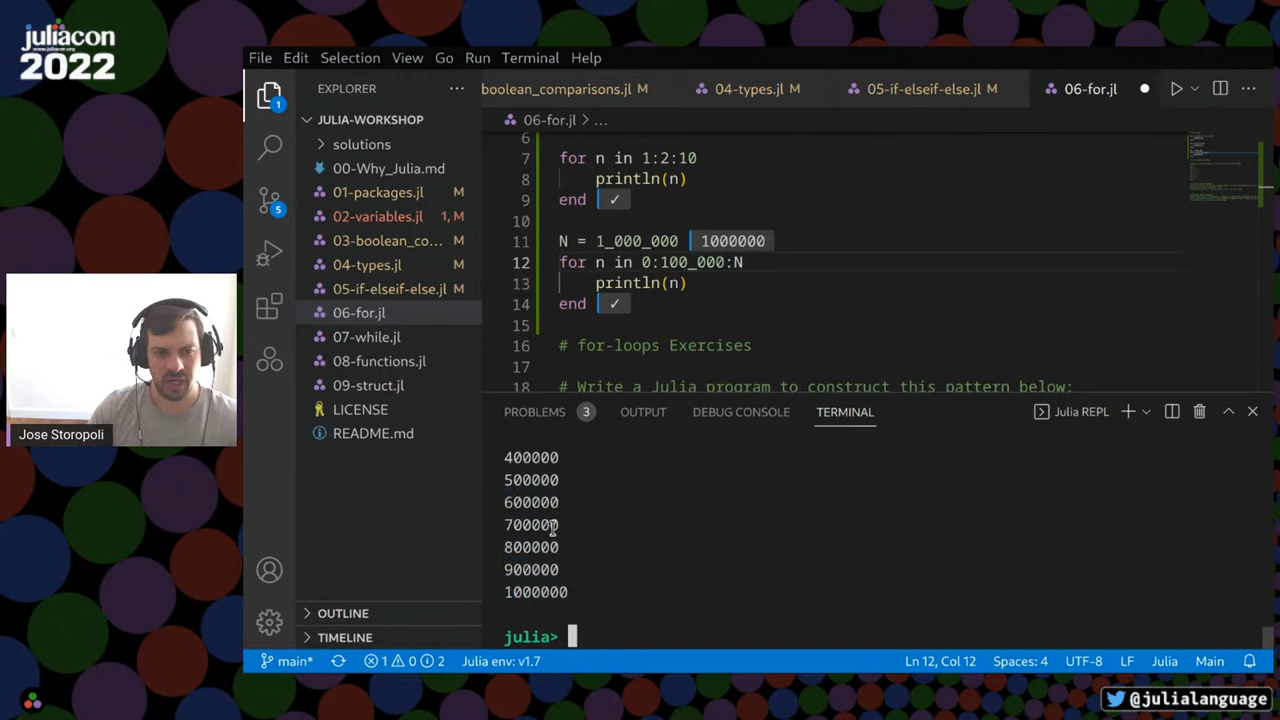 juliacon
www.juliacon.org
2022
File Edit Selection View Go Run Terminal Help
EXPLORER
boolean_comparisons.jl M 04-types.jl M 05-if-elseif-else.jl M 06-for.jl
1
JULIA-WORKSHOP
06-for.jl > ...
solutions
00-Why_Julia.md
01-packages.jl M
02-variables.jl 1, M
03-boolean_co... M
04-types.jl M
05-if-elseif-else.jl M
06-for.jl
07-while.jl
08-functions.jl
09-struct.jl
LICENSE
README.md
OUTLINE
TIMELINE
5
6
7 for n in 1:2:10
8 println(n)
9 end ✓
10
11 N = 1_000_000 1000000
12 for n in 0:100_000:N
13 println(n)
14 end ✓
15
16 # for-loops Exercises
17
18 # Write a Julia program to construct this pattern below:
PROBLEMS 3 OUTPUT DEBUG CONSOLE TERMINAL Julia REPL
400000
500000
600000
700000
800000
900000
1000000
julia>
Jose Storopoli
main* 1 0 2 Julia env: v1.7 Ln 12, Col 12 Spaces: 4 UTF-8 LF Julia Main
@julialanguage